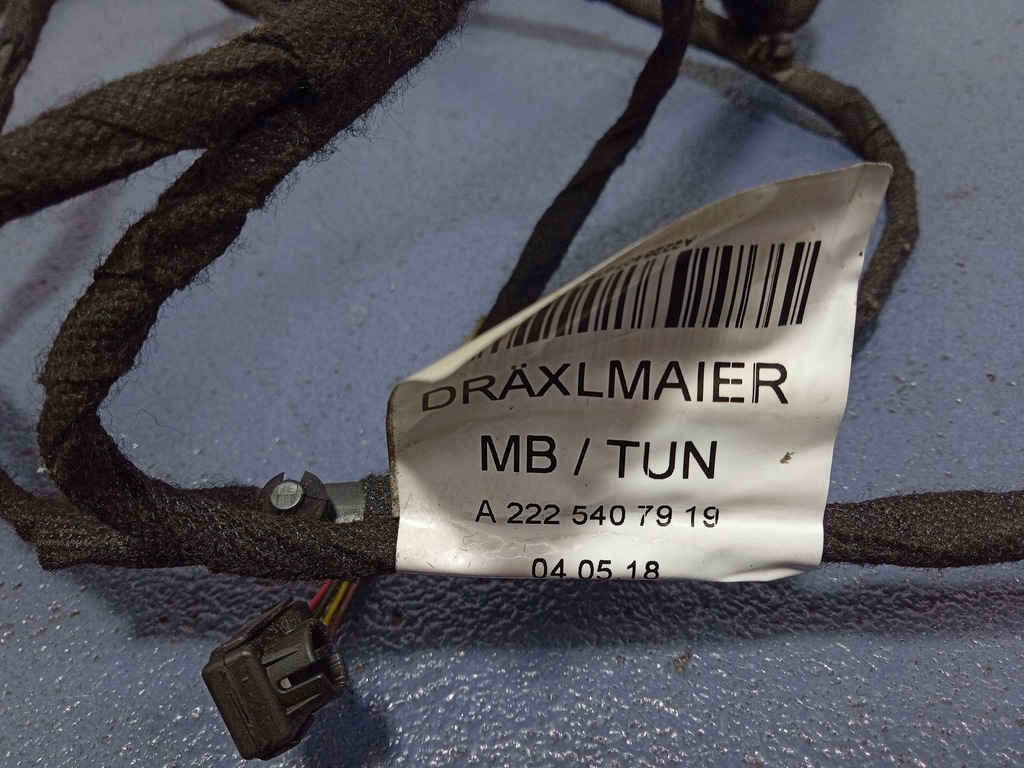 DRÄXLMAIER
MB / TUN
A 222 540 79 19
04.05.18